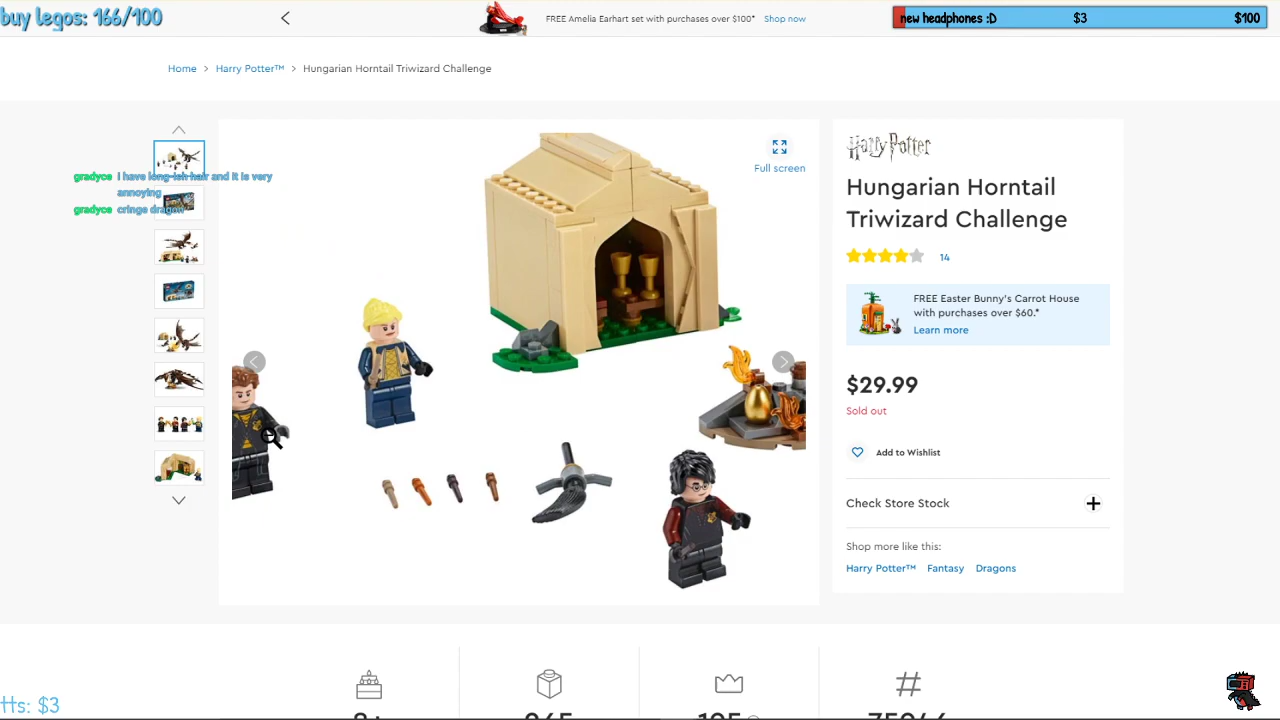 buy legos: 166/100
FREE Amelia Earhart set with purchases over $100* Shop now
new headphones :D $3 $100
Home > Harry Potter™ > Hungarian Horntail Triwizard Challenge
Full screen
gradyce I have long-ish hair and it is very
annoying
gradyce cringe dragon
Harry Potter
Hungarian Horntail
Triwizard Challenge
14
FREE Easter Bunny's Carrot House
with purchases over $60.*
Learn more
$29.99
Sold out
Add to Wishlist
Check Store Stock
Shop more like this:
Harry Potter™ Fantasy Dragons
tts: $3